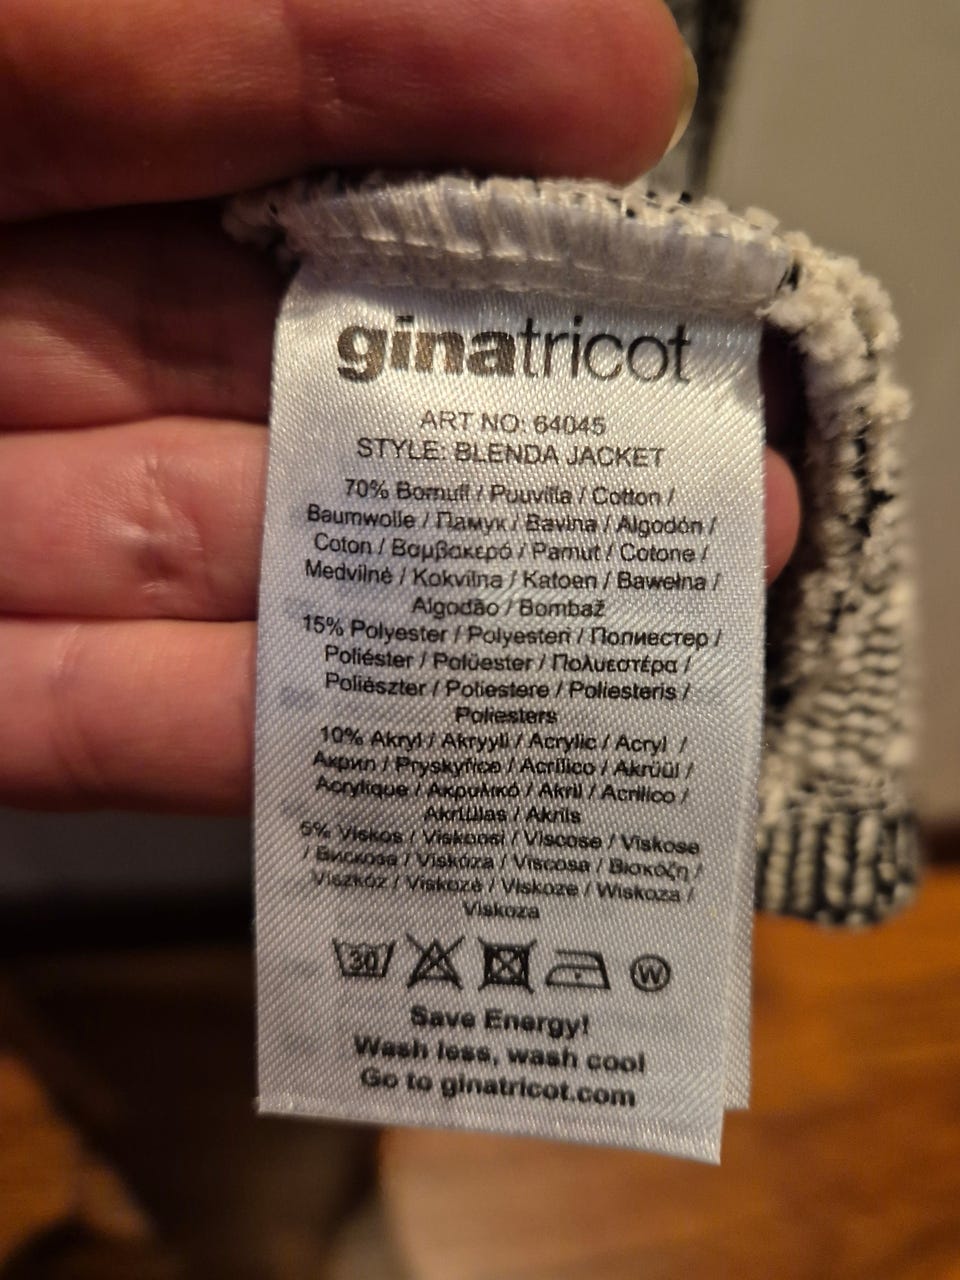 ginatricot
ART NO: 64045
STYLE: BLENDA JACKET
70% Bomull / Puuvilla / Cotton /
Baumwolle / Памук / Bavlna / Algodón /
Coton / Βαμβακερό / Pamut / Cotone /
Medvilnė / Kokvilna / Katoen / Bawełna /
Algodão / Bombaž
15% Polyester / Polyesteri / Полиестер /
Poliéster / Polüester / Πολυεστέρα /
Poliészter / Poliestere / Poliesteris /
Poliesters
10% Akryl / Akryyli / Acrylic / Acryl /
Акрил / Pryskyřice / Acrílico / Akrüül /
Acrylique / Ακρυλικό / Akril / Acrilico /
Akrilūlas / Akrils
5% Viskos / Viskoosi / Viscose / Viskose
/ Вискоза / Viskóza / Viscosa / Βισκόζη /
Viszkóz / Viskozė / Viskoze / Wiskoza /
Viskoza
30 W
Save Energy!
Wash less, wash cool
Go to ginatricot.com